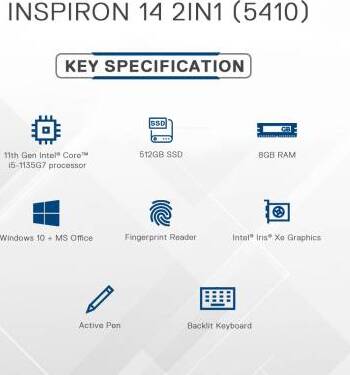 INSPIRON 14 2IN1 (5410)
KEY SPECIFICATION
SSD
11th Gen Intel® Core™
i5-1135G7 processor
512GB SSD
8GB RAM
Windows 10 + MS Office
Fingerprint Reader
Intel® Iris® Xe Graphics
Active Pen
Backlit Keyboard